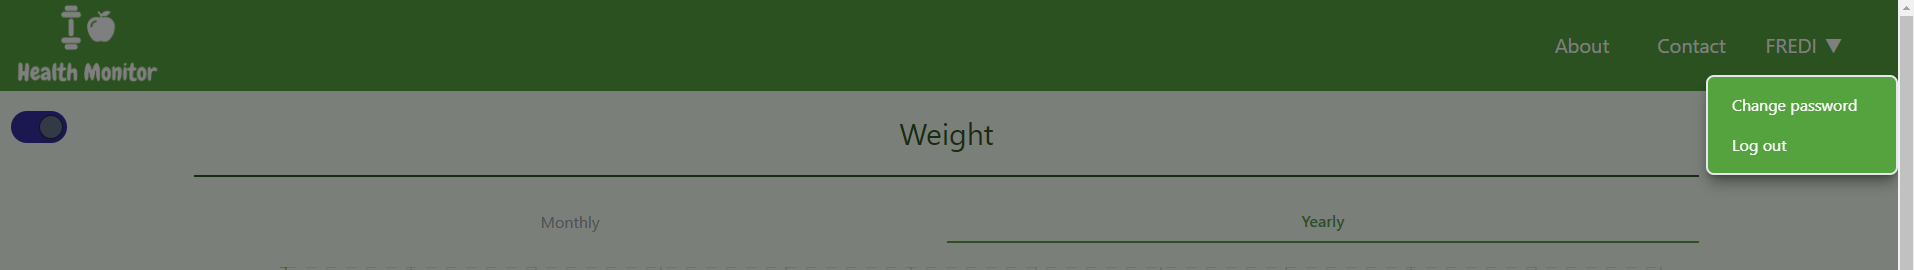 Health Monitor
About Contact FREDI ▼
Change password
Log out
Weight
Monthly Yearly